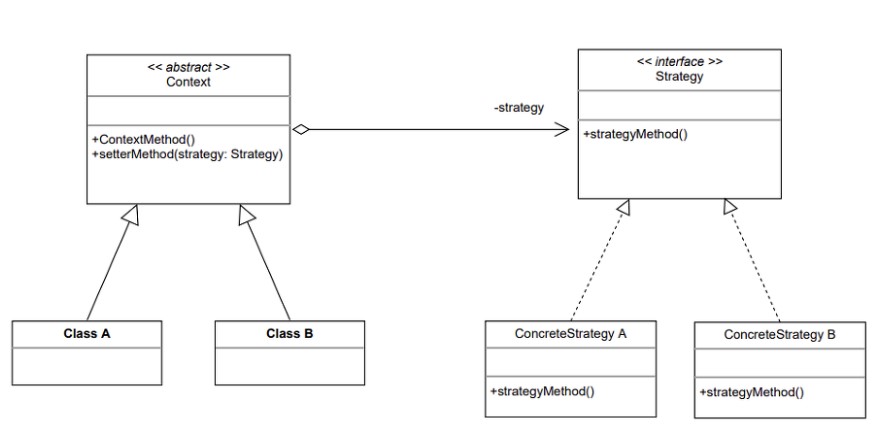 << abstract >>
Context
+ContextMethod()
+setterMethod(strategy: Strategy)
-strategy
<< interface >>
Strategy
+strategyMethod()
Class A
Class B
ConcreteStrategy A
+strategyMethod()
ConcreteStrategy B
+strategyMethod()